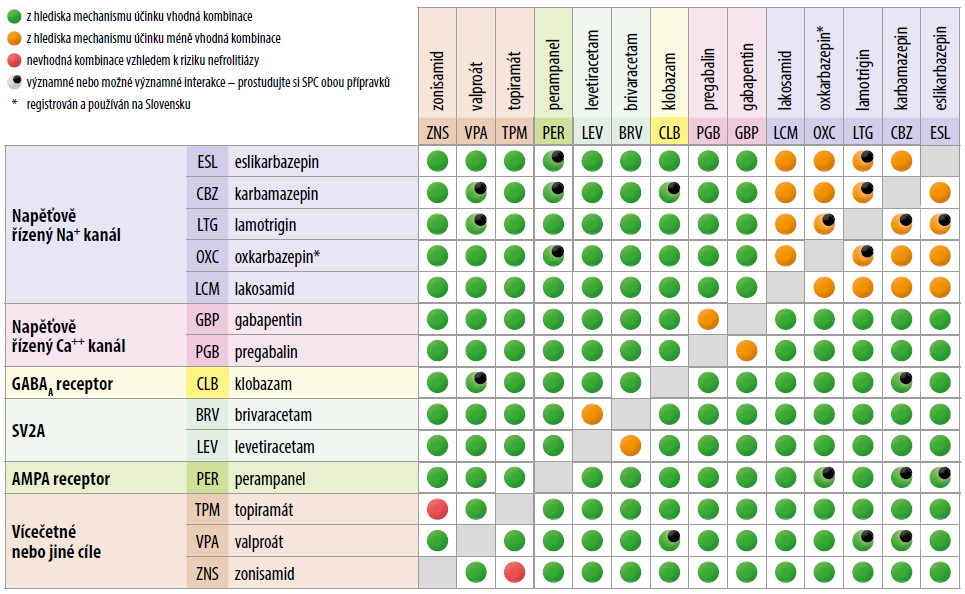 z hlediska mechanismu účinku vhodná kombinace
z hlediska mechanismu účinku méně vhodná kombinace
nevhodná kombinace vzhledem k riziku nefrolitiázy
významné nebo možné významné interakce – prostudujte si SPC obou přípravků
* registrován a používán na Slovensku
zonisamid valproát topiramát perampanel levetiracetam brivaracetam klobazam pregabalin gabapentin lakosamid oxkarbazepin* lamotrigin karbamazepin eslikarbazepin
ZNS VPA TPM PER LEV BRV CLB PGB GBP LCM OXC LTG CBZ ESL
Napěťově
řízený Na⁺ kanál
ESL eslikarbazepin
CBZ karbamazepin
LTG lamotrigin
OXC oxkarbazepin*
LCM lakosamid
Napěťově
řízený Ca⁺⁺ kanál
GBP gabapentin
PGB pregabalin
GABA_A receptor
CLB klobazam
SV2A
BRV brivaracetam
LEV levetiracetam
AMPA receptor
PER perampanel
Vícečetné
nebo jiné cíle
TPM topiramát
VPA valproát
ZNS zonisamid